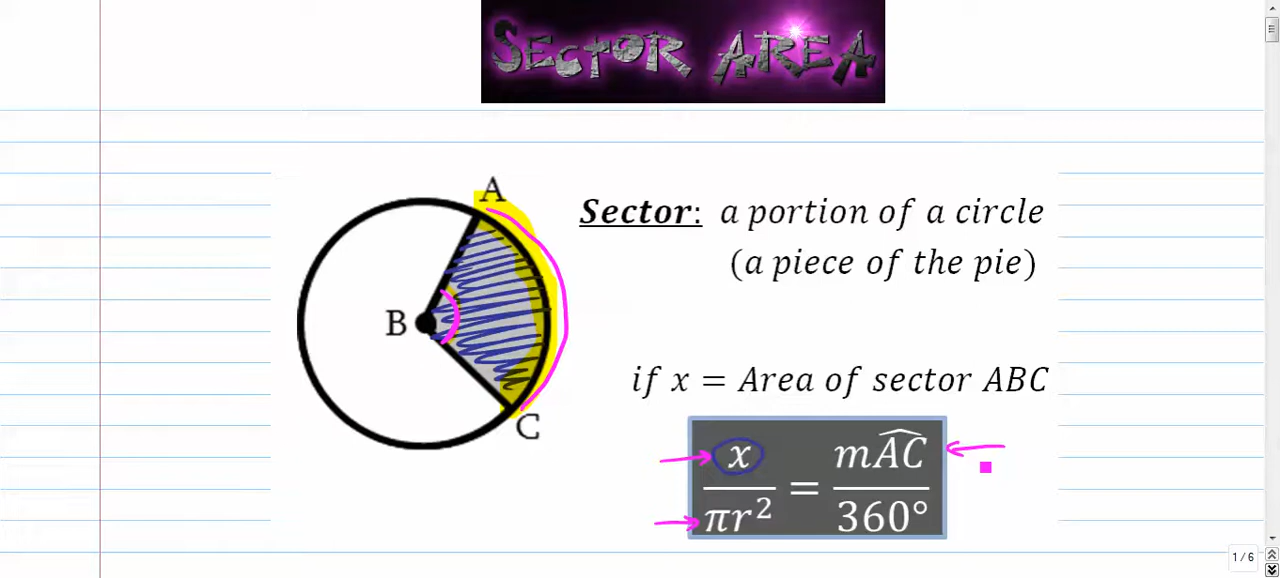 SECTOR AREA
A
Sector: a portion of a circle
(a piece of the pie)
B
if x = Area of sector ABC
C
x/πr² = mA͡C/360°
1 / 6